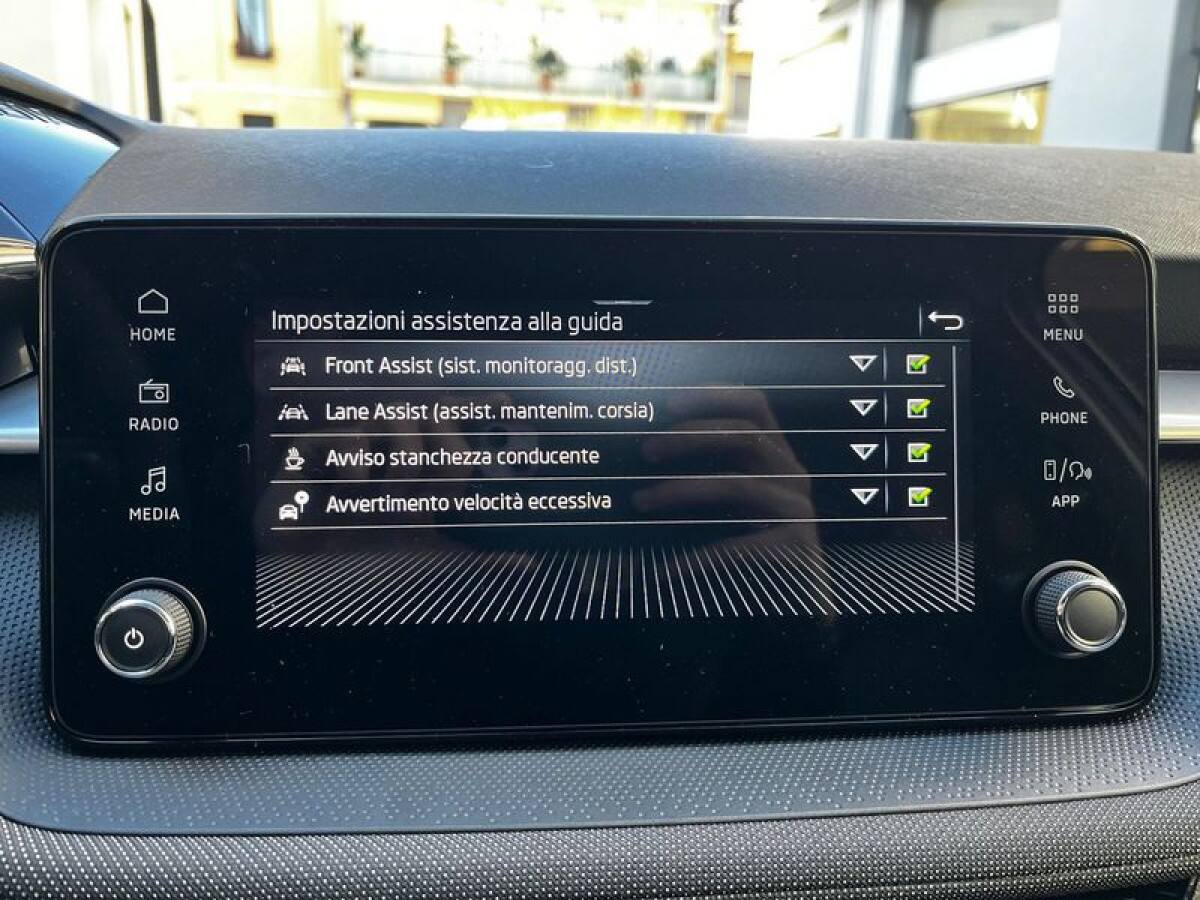 HOME
RADIO
MEDIA
Impostazioni assistenza alla guida
Front Assist (sist. monitoragg. dist.)
Lane Assist (assist. mantenim. corsia)
Avviso stanchezza conducente
Avvertimento velocità eccessiva
MENU
PHONE
APP